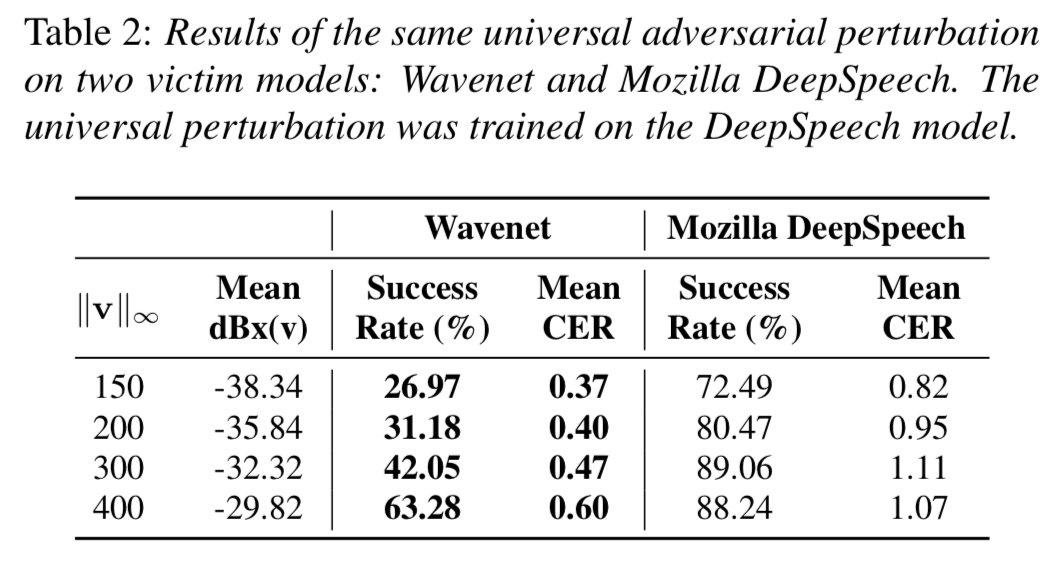 Table 2: Results of the same universal adversarial perturbation
on two victim models: Wavenet and Mozilla DeepSpeech. The
universal perturbation was trained on the DeepSpeech model.
Wavenet Mozilla DeepSpeech
‖v‖∞ Mean dBx(v) Success Rate (%) Mean CER Success Rate (%) Mean CER
150 -38.34 26.97 0.37 72.49 0.82
200 -35.84 31.18 0.40 80.47 0.95
300 -32.32 42.05 0.47 89.06 1.11
400 -29.82 63.28 0.60 88.24 1.07